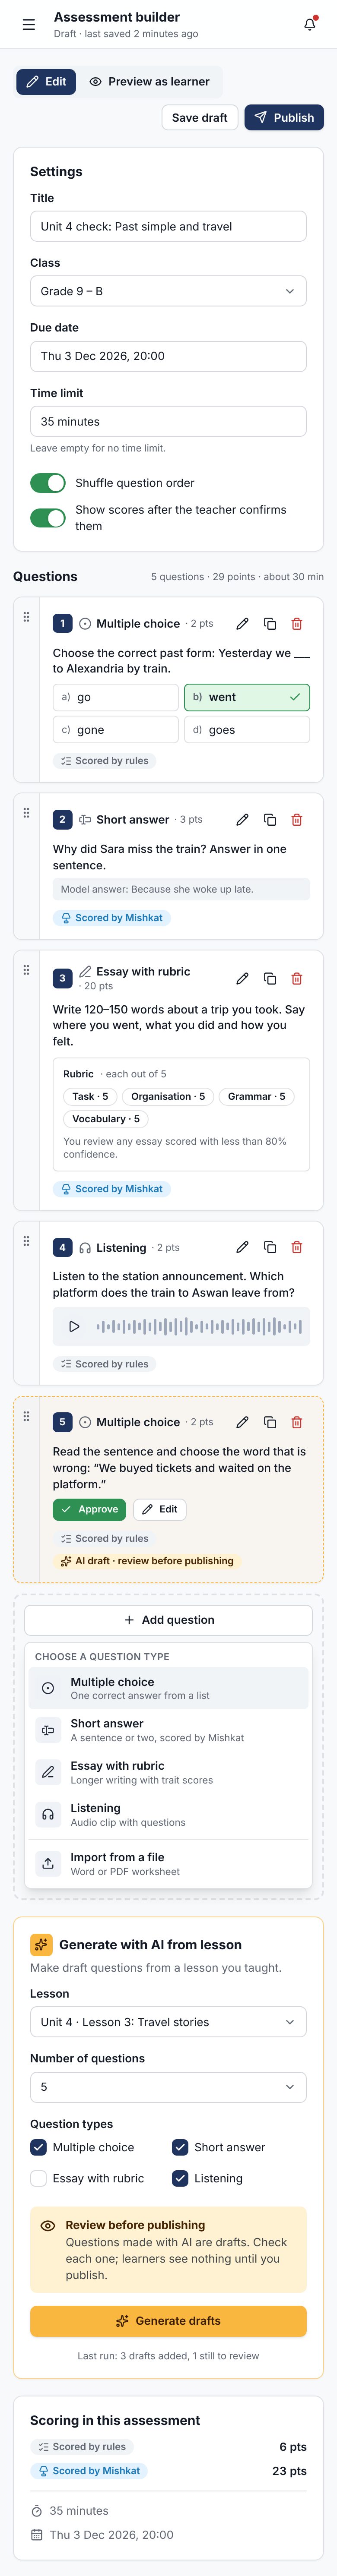 Assessment builder
Draft · last saved 2 minutes ago
Edit
Preview as learner
Save draft
Publish
Settings
Title
Unit 4 check: Past simple and travel
Class
Grade 9 – B
Due date
Thu 3 Dec 2026, 20:00
Time limit
35 minutes
Leave empty for no time limit.
Shuffle question order
Show scores after the teacher confirms
them
Questions
5 questions · 29 points · about 30 min
1 Multiple choice · 2 pts
Choose the correct past form: Yesterday we ___
to Alexandria by train.
a) go
b) went
c) gone
d) goes
Scored by rules
2 Short answer · 3 pts
Why did Sara miss the train? Answer in one
sentence.
Model answer: Because she woke up late.
Scored by Mishkat
3 Essay with rubric
· 20 pts
Write 120–150 words about a trip you took. Say
where you went, what you did and how you
felt.
Rubric · each out of 5
Task · 5
Organisation · 5
Grammar · 5
Vocabulary · 5
You review any essay scored with less than 80%
confidence.
Scored by Mishkat
4 Listening · 2 pts
Listen to the station announcement. Which
platform does the train to Aswan leave from?
Scored by rules
5 Multiple choice · 2 pts
Read the sentence and choose the word that is
wrong: “We buyed tickets and waited on the
platform.”
Approve
Edit
Scored by rules
AI draft · review before publishing
Add question
CHOOSE A QUESTION TYPE
Multiple choice
One correct answer from a list
Short answer
A sentence or two, scored by Mishkat
Essay with rubric
Longer writing with trait scores
Listening
Audio clip with questions
Import from a file
Word or PDF worksheet
Generate with AI from lesson
Make draft questions from a lesson you taught.
Lesson
Unit 4 · Lesson 3: Travel stories
Number of questions
5
Question types
Multiple choice
Short answer
Essay with rubric
Listening
Review before publishing
Questions made with AI are drafts. Check
each one; learners see nothing until you
publish.
Generate drafts
Last run: 3 drafts added, 1 still to review
Scoring in this assessment
Scored by rules
6 pts
Scored by Mishkat
23 pts
35 minutes
Thu 3 Dec 2026, 20:00